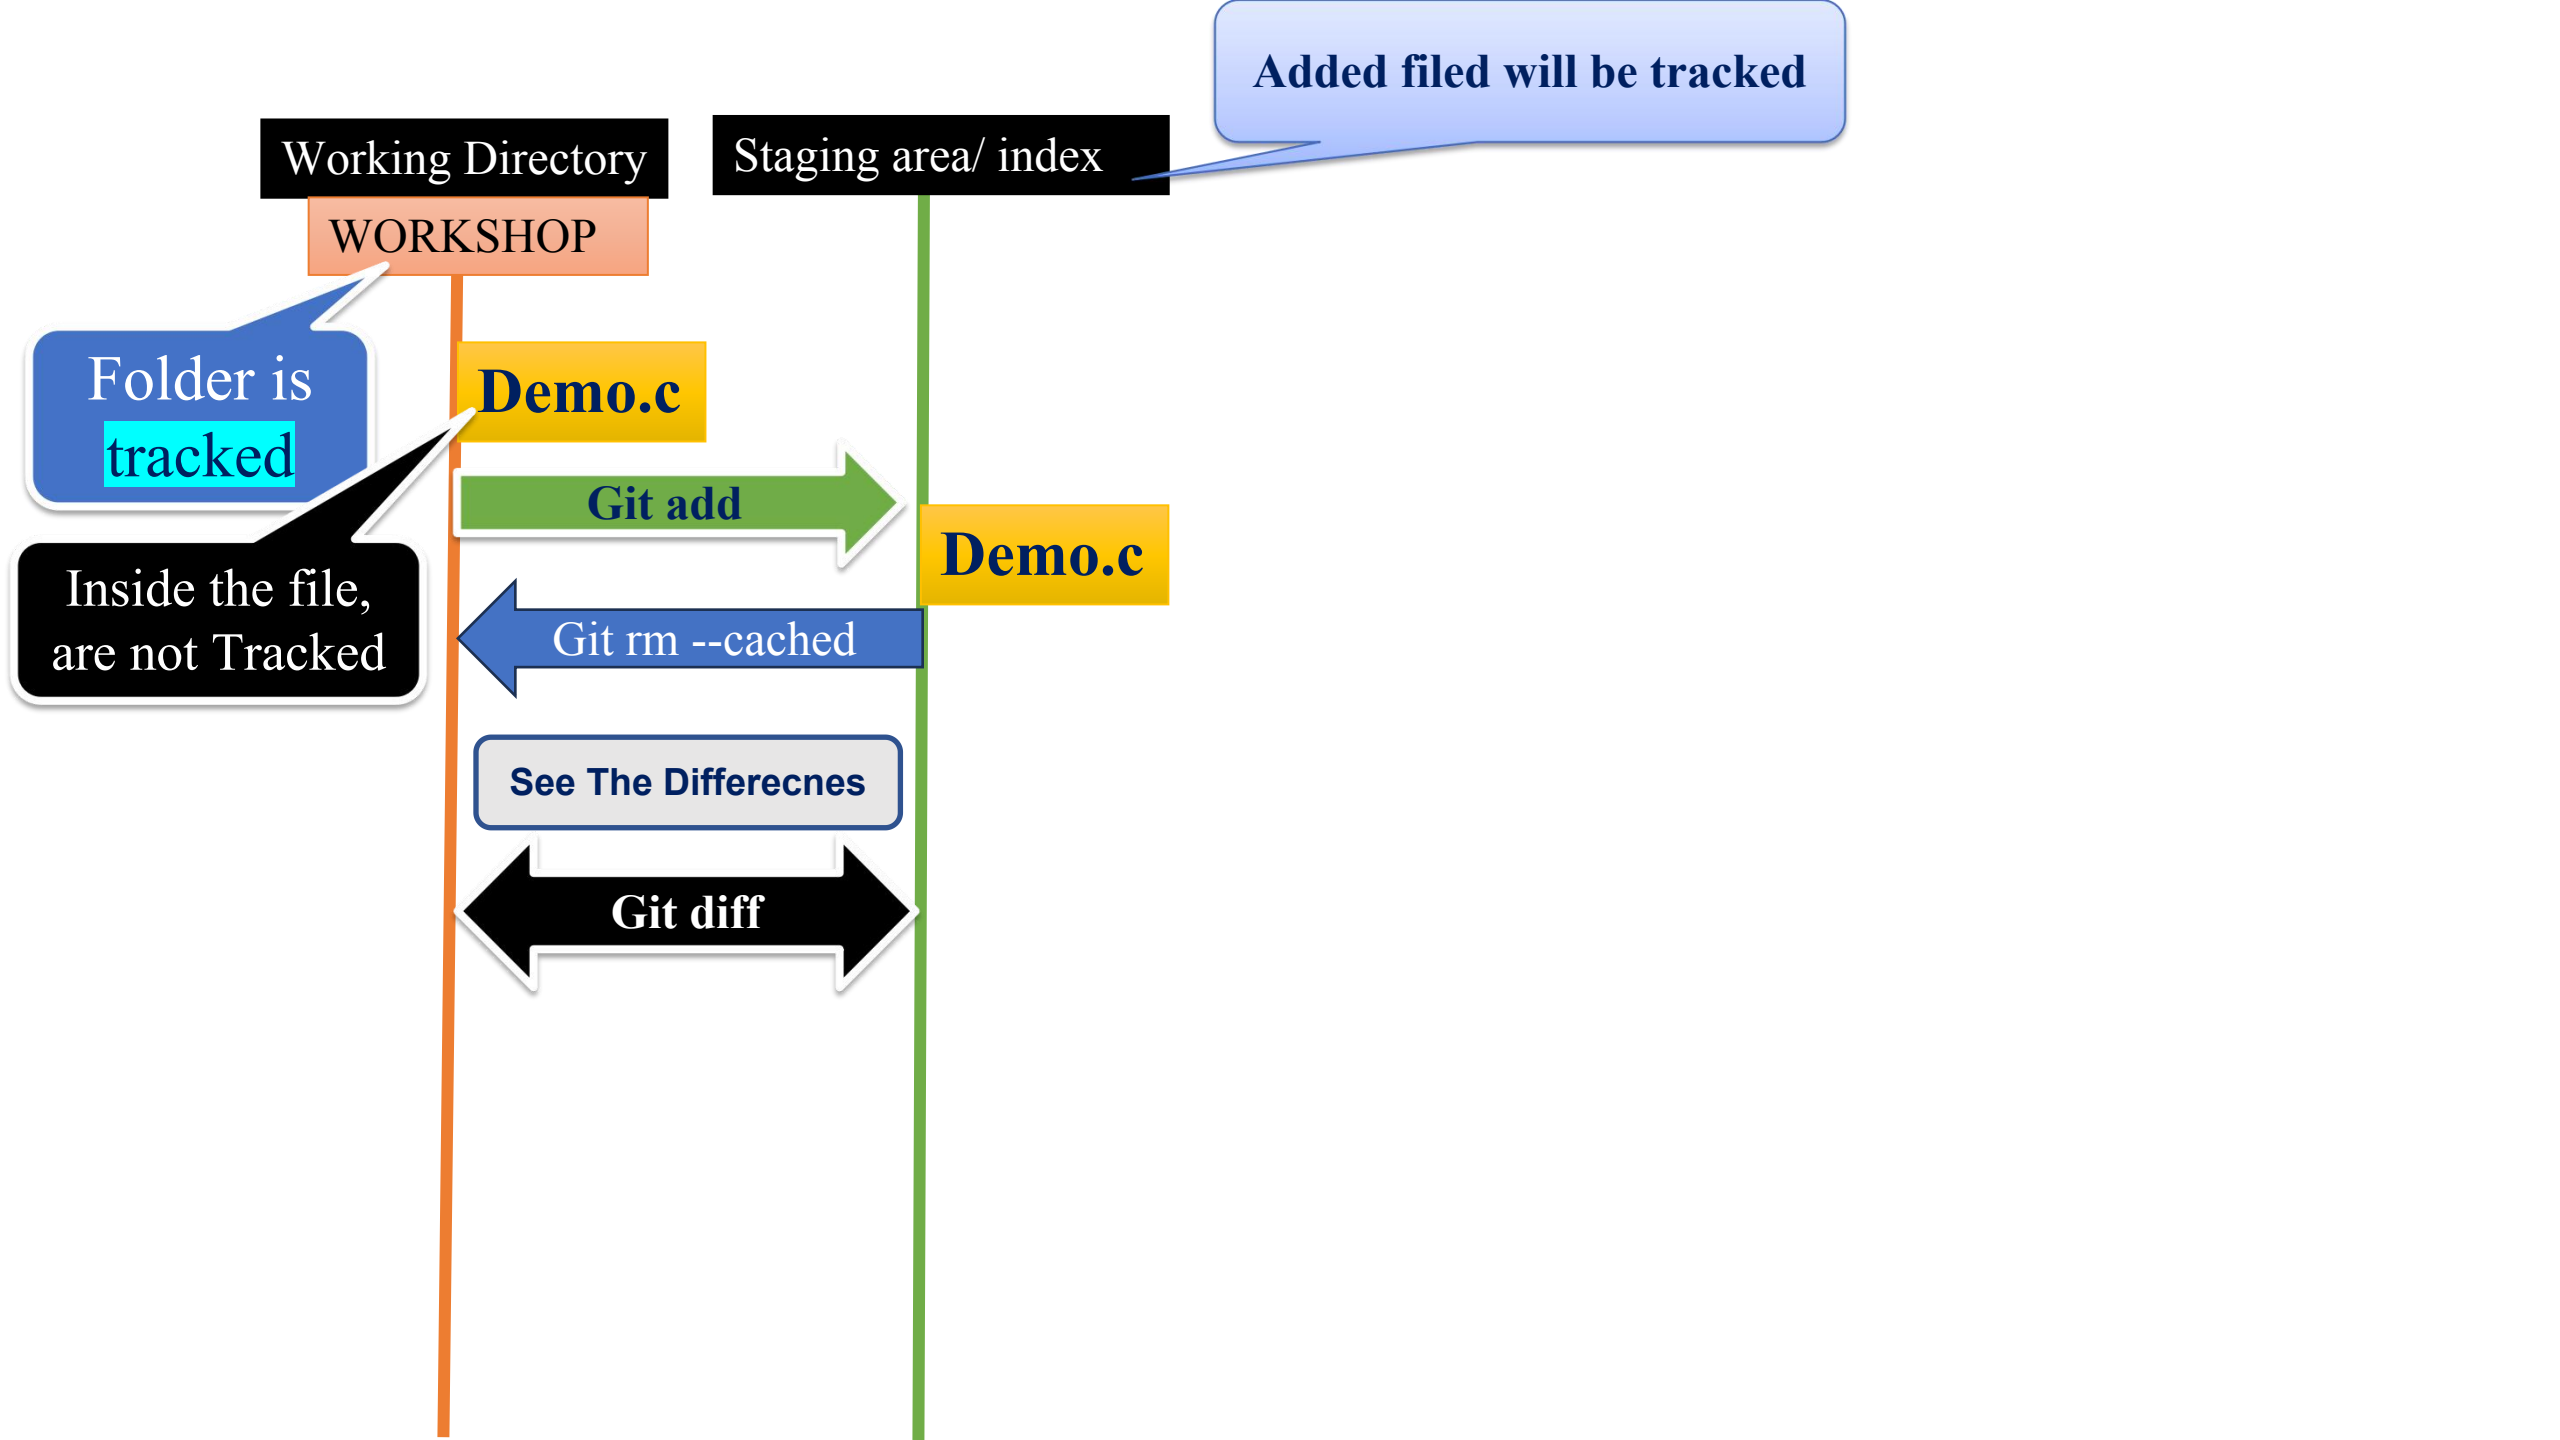 Added filed will be tracked
Working Directory
Staging area/ index
WORKSHOP
Folder is
tracked
Demo.c
Git add
Demo.c
Inside the file,
are not Tracked
Git rm --cached
See The Differecnes
Git diff